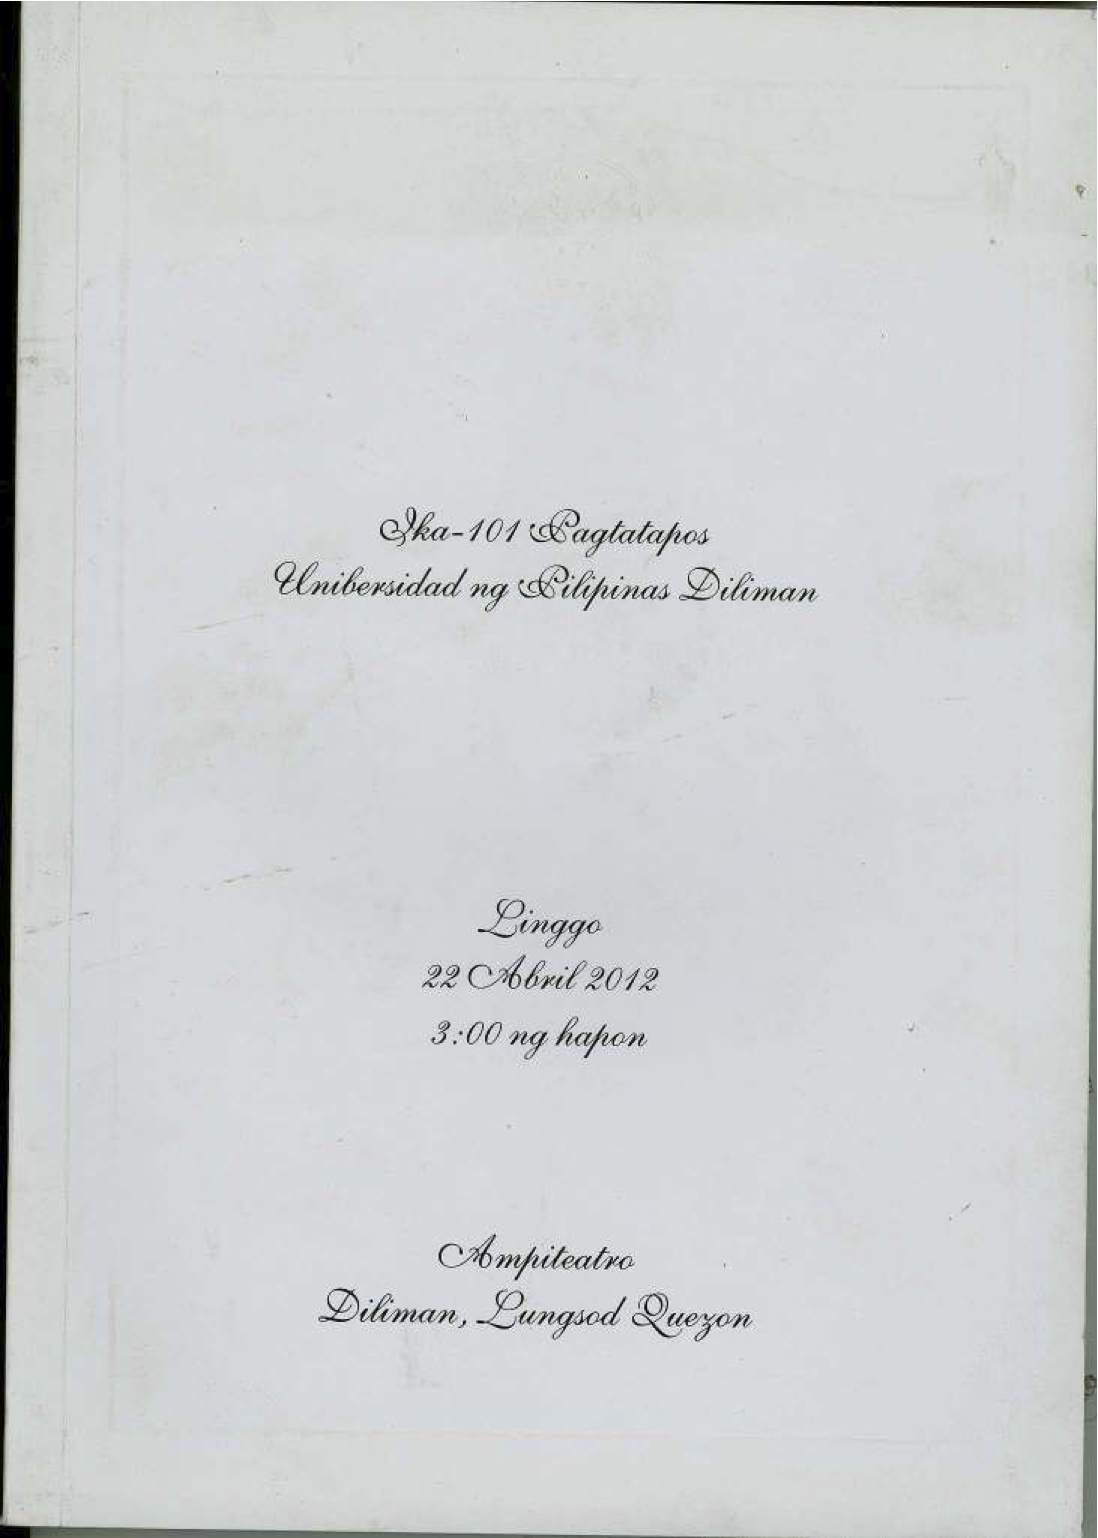 Ika-101 Pagtatapos
Unibersidad ng Pilipinas Diliman
Linggo
22 Abril 2012
3:00 ng hapon
Ampiteatro
Diliman, Lungsod Quezon